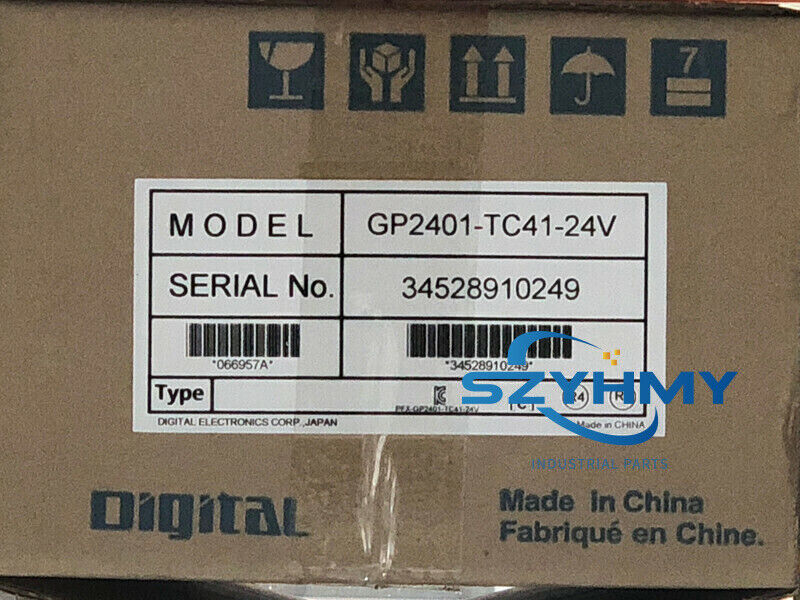 7
MODEL GP2401-TC41-24V
SERIAL No. 34528910249
*066957A* *34528910249*
Type
PFX-GP2401-TC41-24V
DIGITAL ELECTRONICS CORP.,JAPAN Made in CHINA
SZYHMY
INDUSTRIAL PARTS
Digital
Made In China
Fabriqué en Chine.